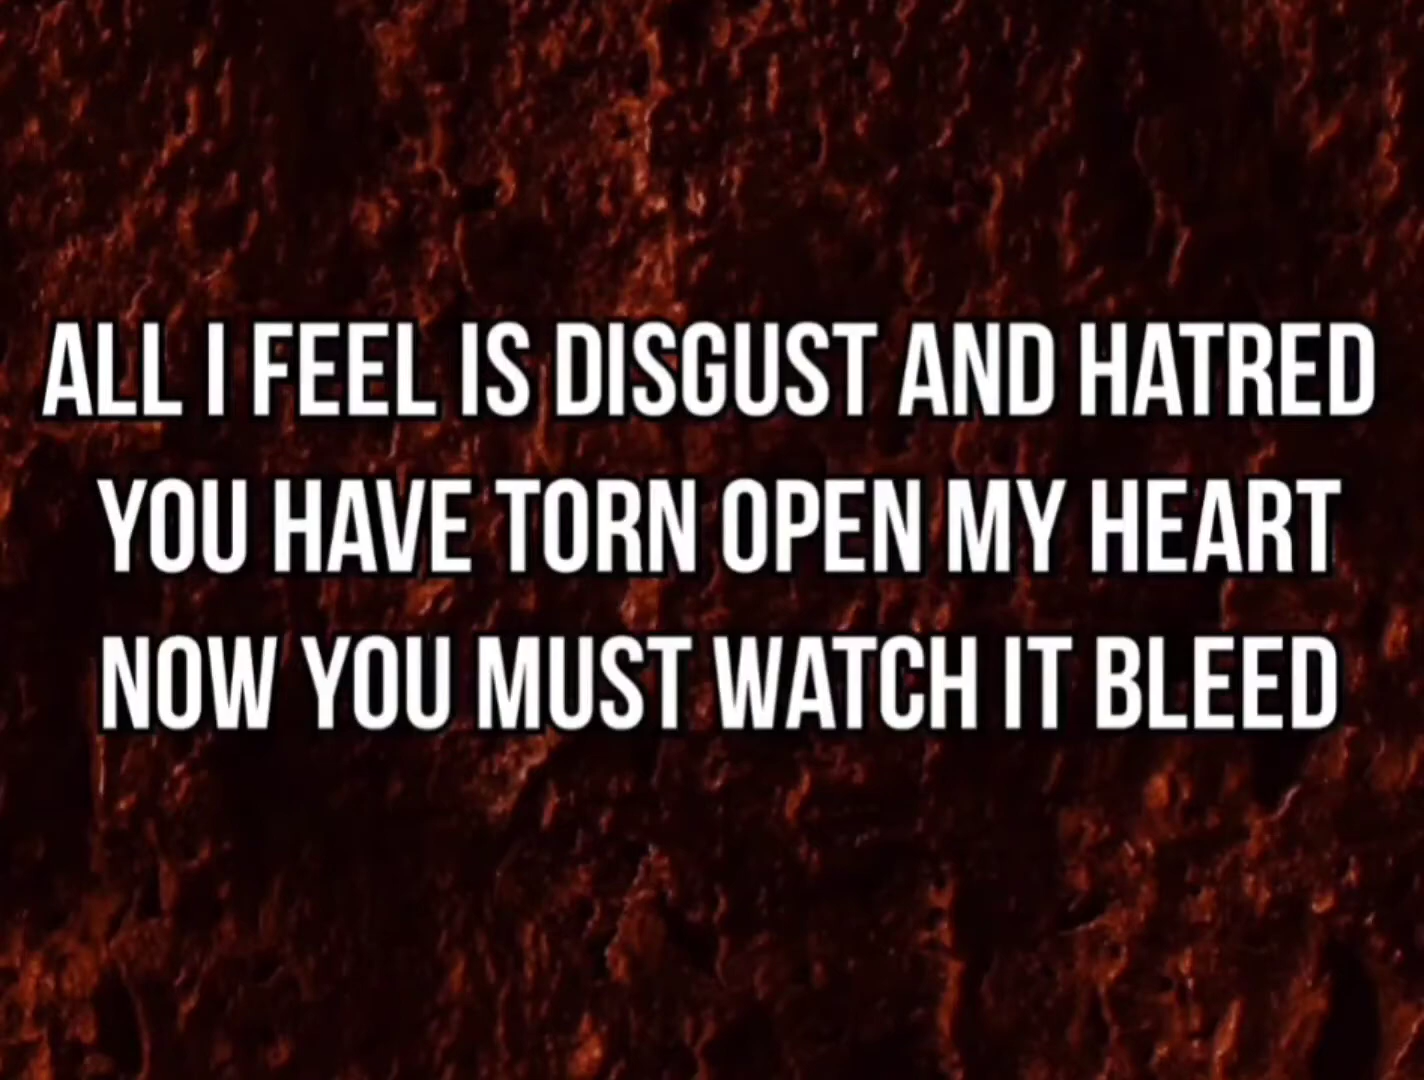 ALL I FEEL IS DISGUST AND HATRED
YOU HAVE TORN OPEN MY HEART
NOW YOU MUST WATCH IT BLEED